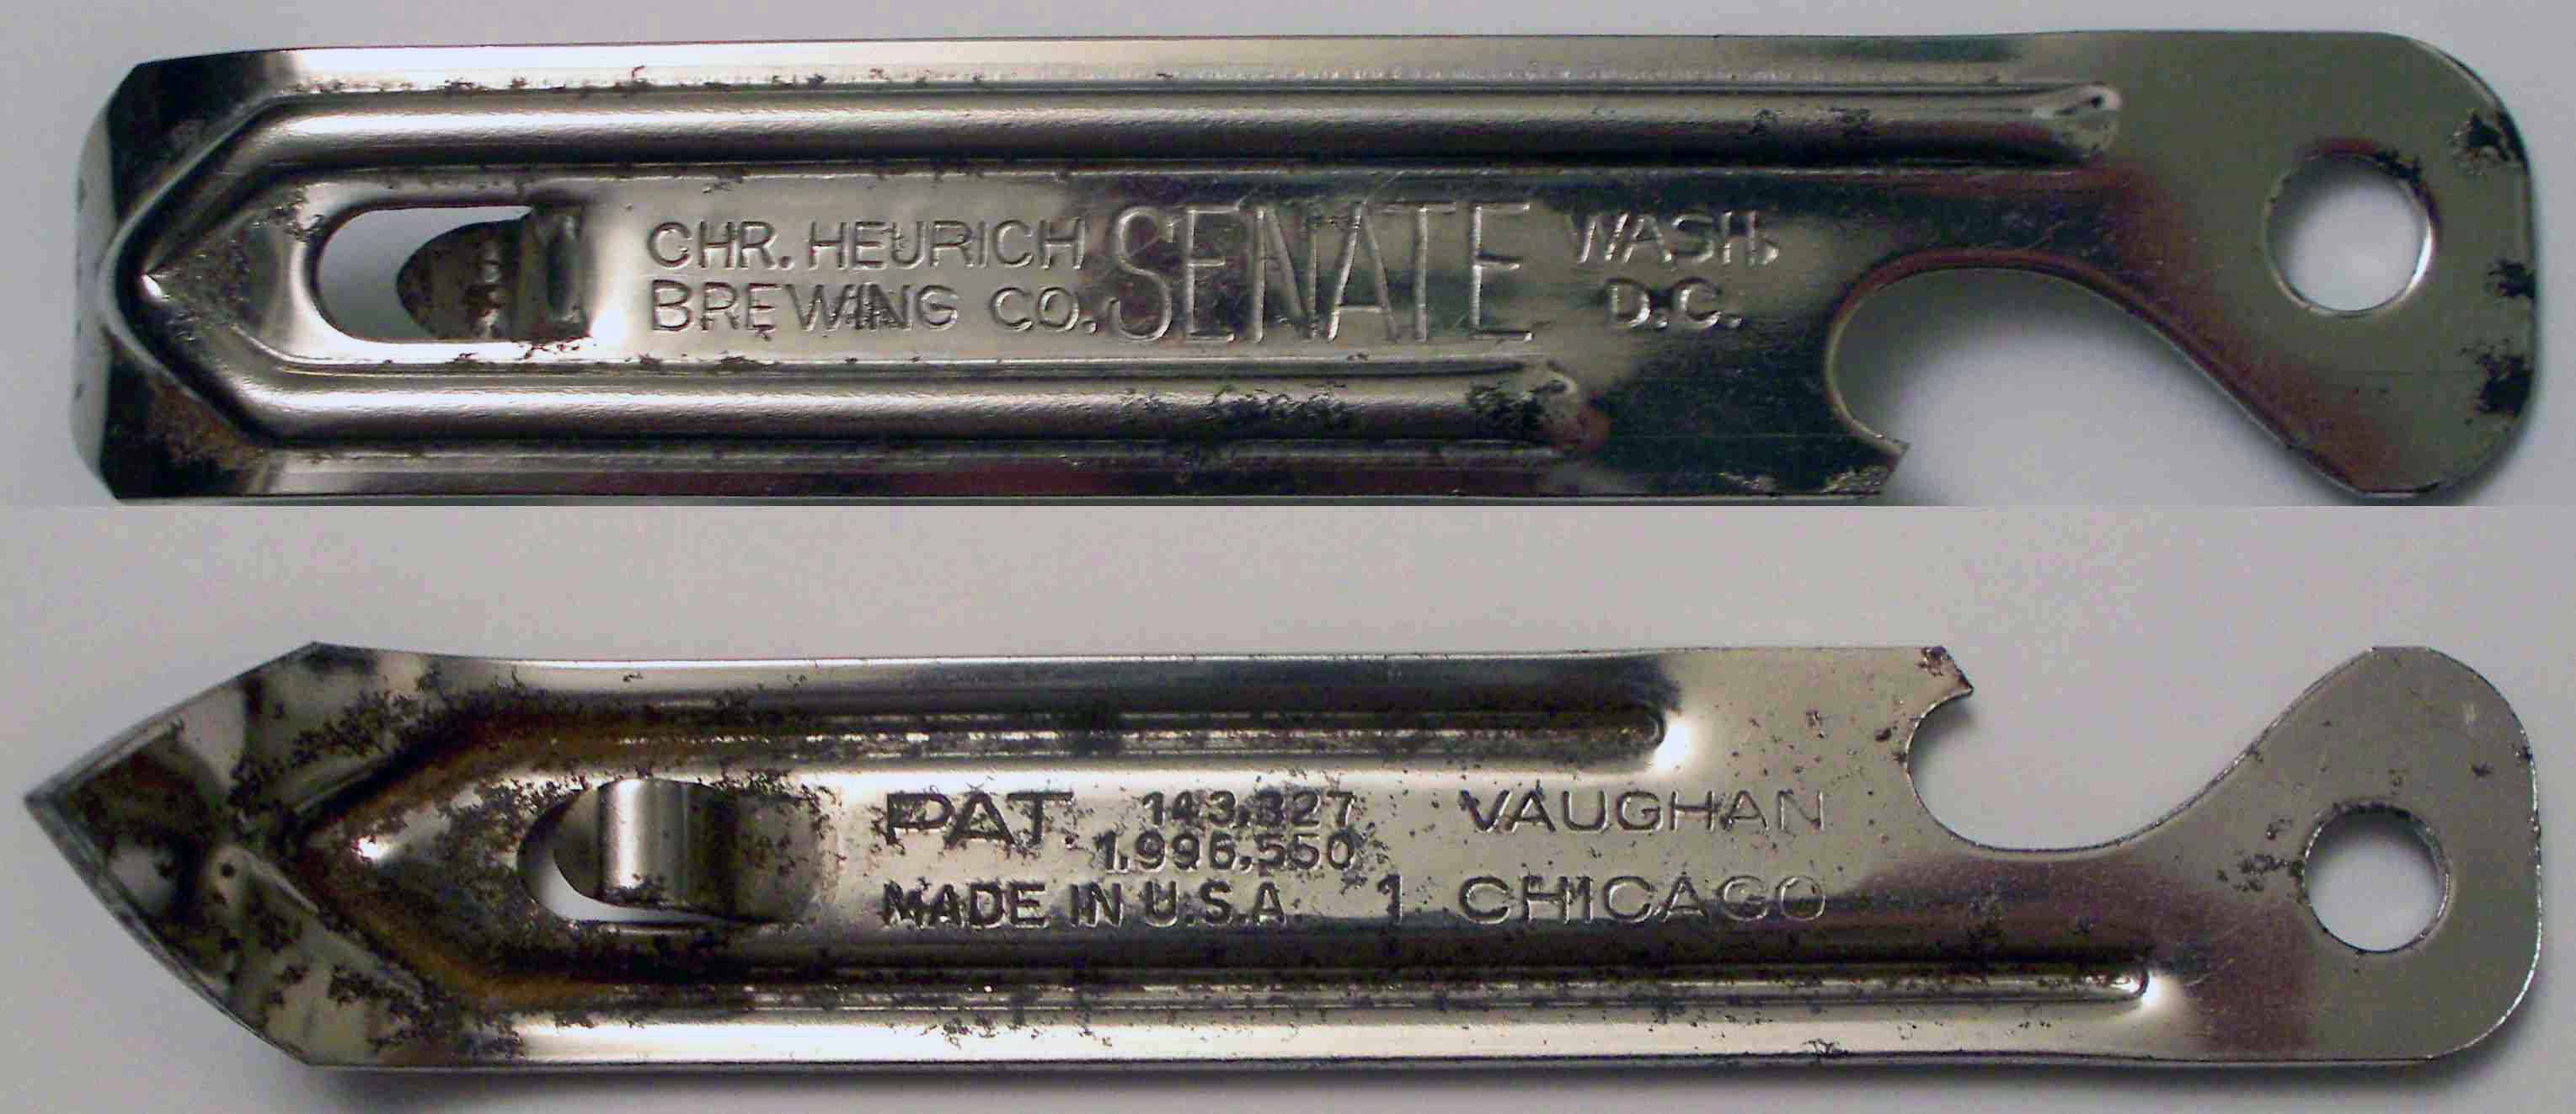 CHR. HEURICH
BREWING CO.
SENATE
WASH,
D.C.
PAT. 143,327
1,996,550
MADE IN U.S.A. 1
VAUGHAN
CHICAGO